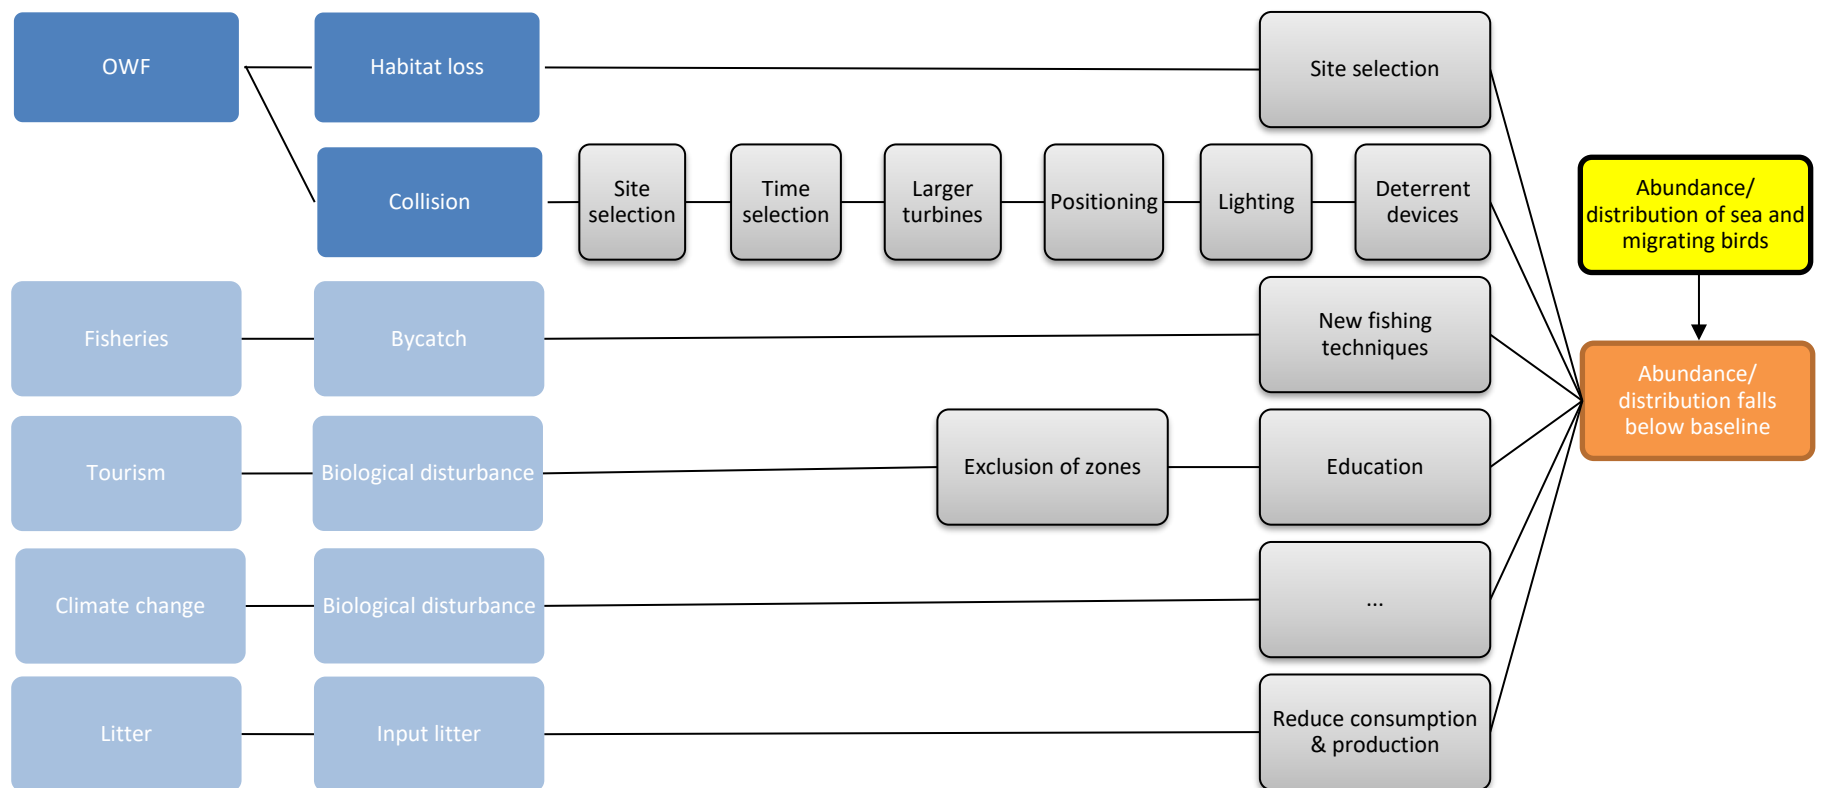 OWF
Habitat loss
Site selection
Collision
Site
selection
Time
selection
Larger
turbines
Positioning
Lighting
Deterrent
devices
Abundance/
distribution of sea and
migrating birds
Fisheries
Bycatch
New fishing
techniques
Abundance/
distribution falls
below baseline
Tourism
Biological disturbance
Exclusion of zones
Education
Climate change
Biological disturbance
...
Litter
Input litter
Reduce consumption
& production